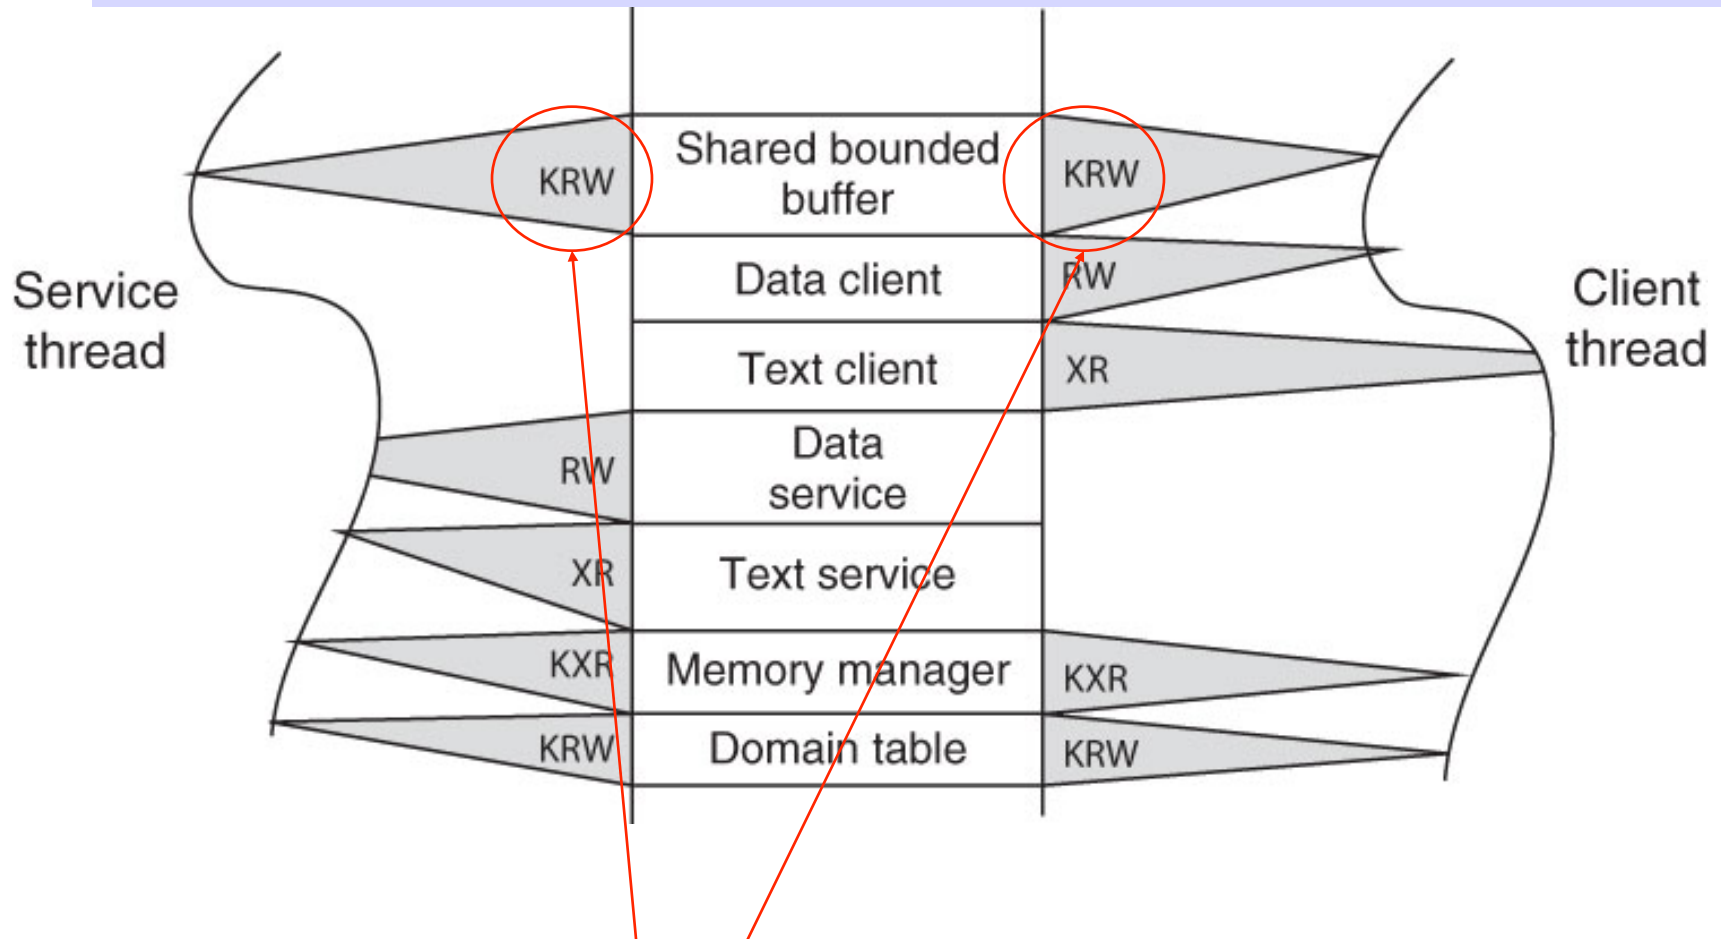 KRW
Shared bounded
buffer
KRW
Data client
RW
Service
thread
Client
thread
Text client
XR
RW
Data
service
XR
Text service
KXR
Memory manager
KXR
KRW
Domain table
KRW